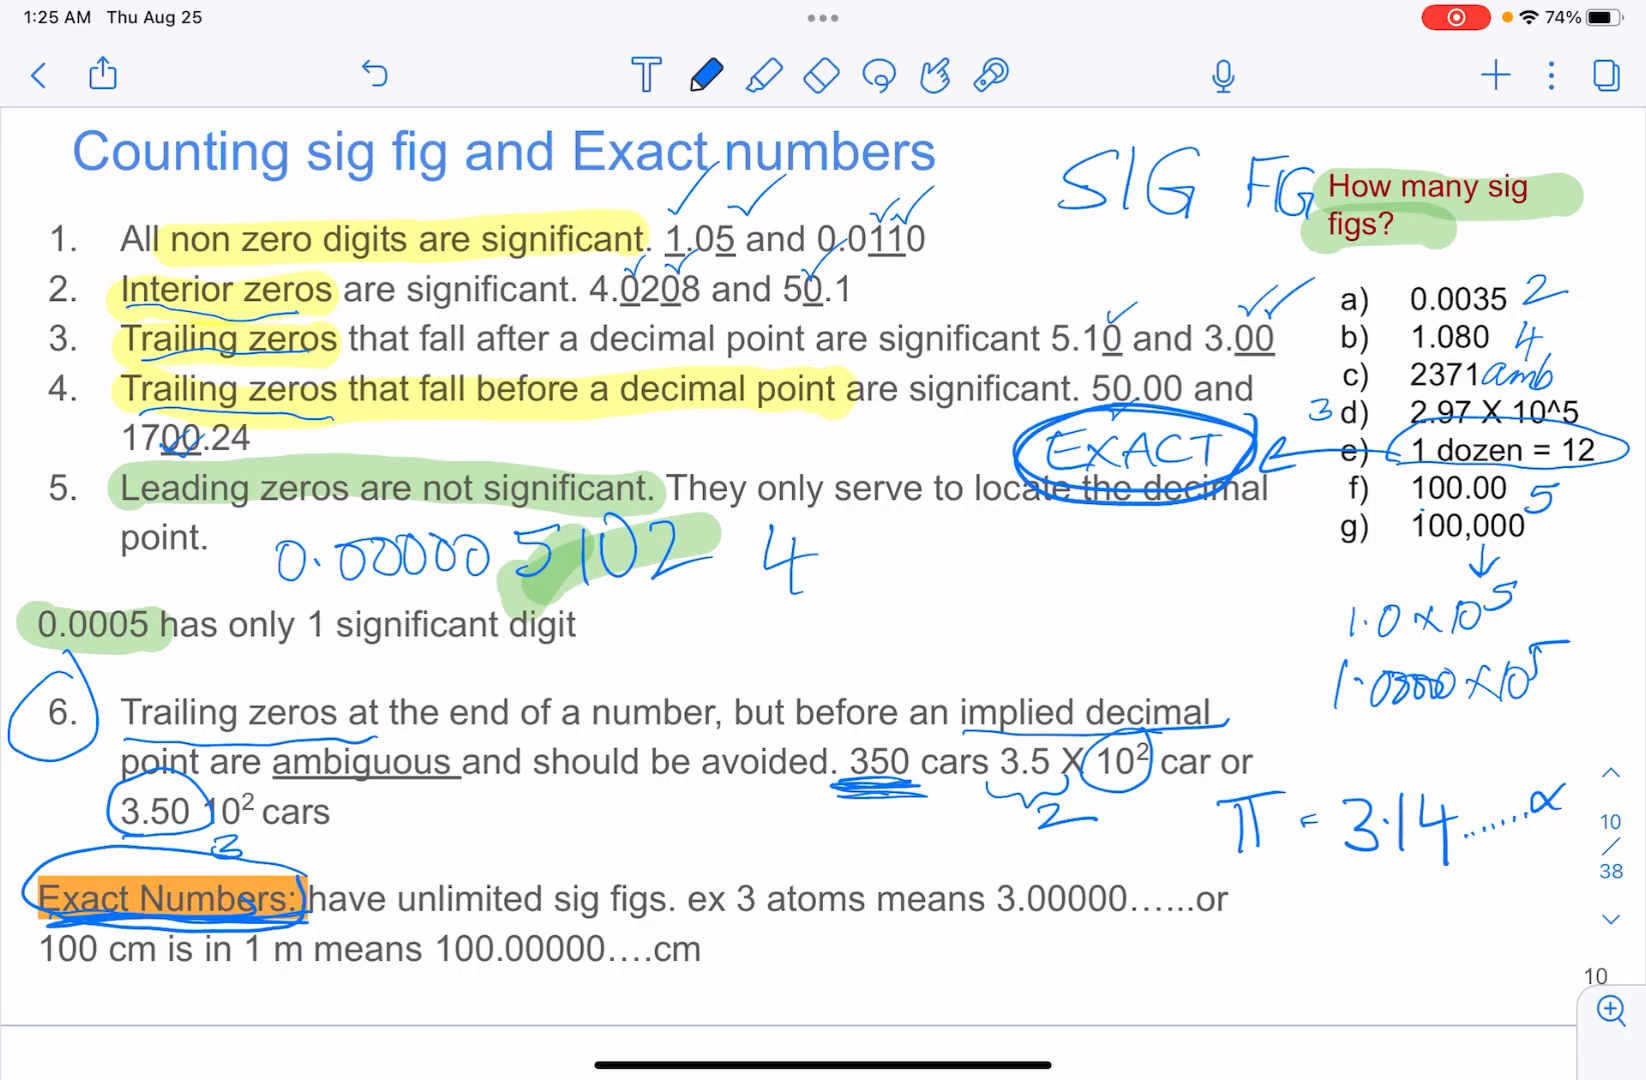 1:25 AM Thu Aug 25
74%
Counting sig fig and Exact numbers
SIG FIG
How many sig
figs?
1. All non zero digits are significant. 1.05 and 0.0110
2. Interior zeros are significant. 4.0208 and 50.1
3. Trailing zeros that fall after a decimal point are significant 5.10 and 3.00
4. Trailing zeros that fall before a decimal point are significant. 50.00 and
1700.24
5. Leading zeros are not significant. They only serve to locate the decimal
point.
0.00000 5102 4
EXACT
a) 0.0035 2
b) 1.080 4
c) 2371 amb
3 d) 2.97 X 10^5
e) 1 dozen = 12
f) 100.00 5
g) 100,000
1.0 x 10⁵
x10⁵
0.0005 has only 1 significant digit
6. Trailing zeros at the end of a number, but before an implied decimal
point are ambiguous and should be avoided. 350 cars 3.5 X 10² car or
2
3.50 10² cars
3
π = 3.14.......α
Exact Numbers: have unlimited sig figs. ex 3 atoms means 3.00000…...or
100 cm is in 1 m means 100.00000….cm
10
/
38
10